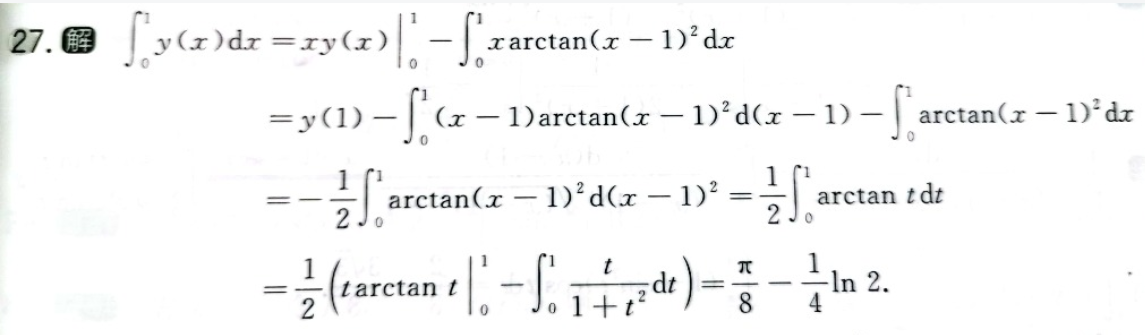 27. 解 ∫₀¹ y(x)dx = xy(x)|₀¹ − ∫₀¹ x arctan(x − 1)² dx
= y(1) − ∫₀¹ (x − 1)arctan(x − 1)² d(x − 1) − ∫₀¹ arctan(x − 1)² dx
= − 1/2 ∫₀¹ arctan(x − 1)² d(x − 1)² = 1/2 ∫₀¹ arctan t dt
= 1/2 (t arctan t|₀¹ − ∫₀¹ t/(1 + t²) dt) = π/8 − 1/4 ln 2.